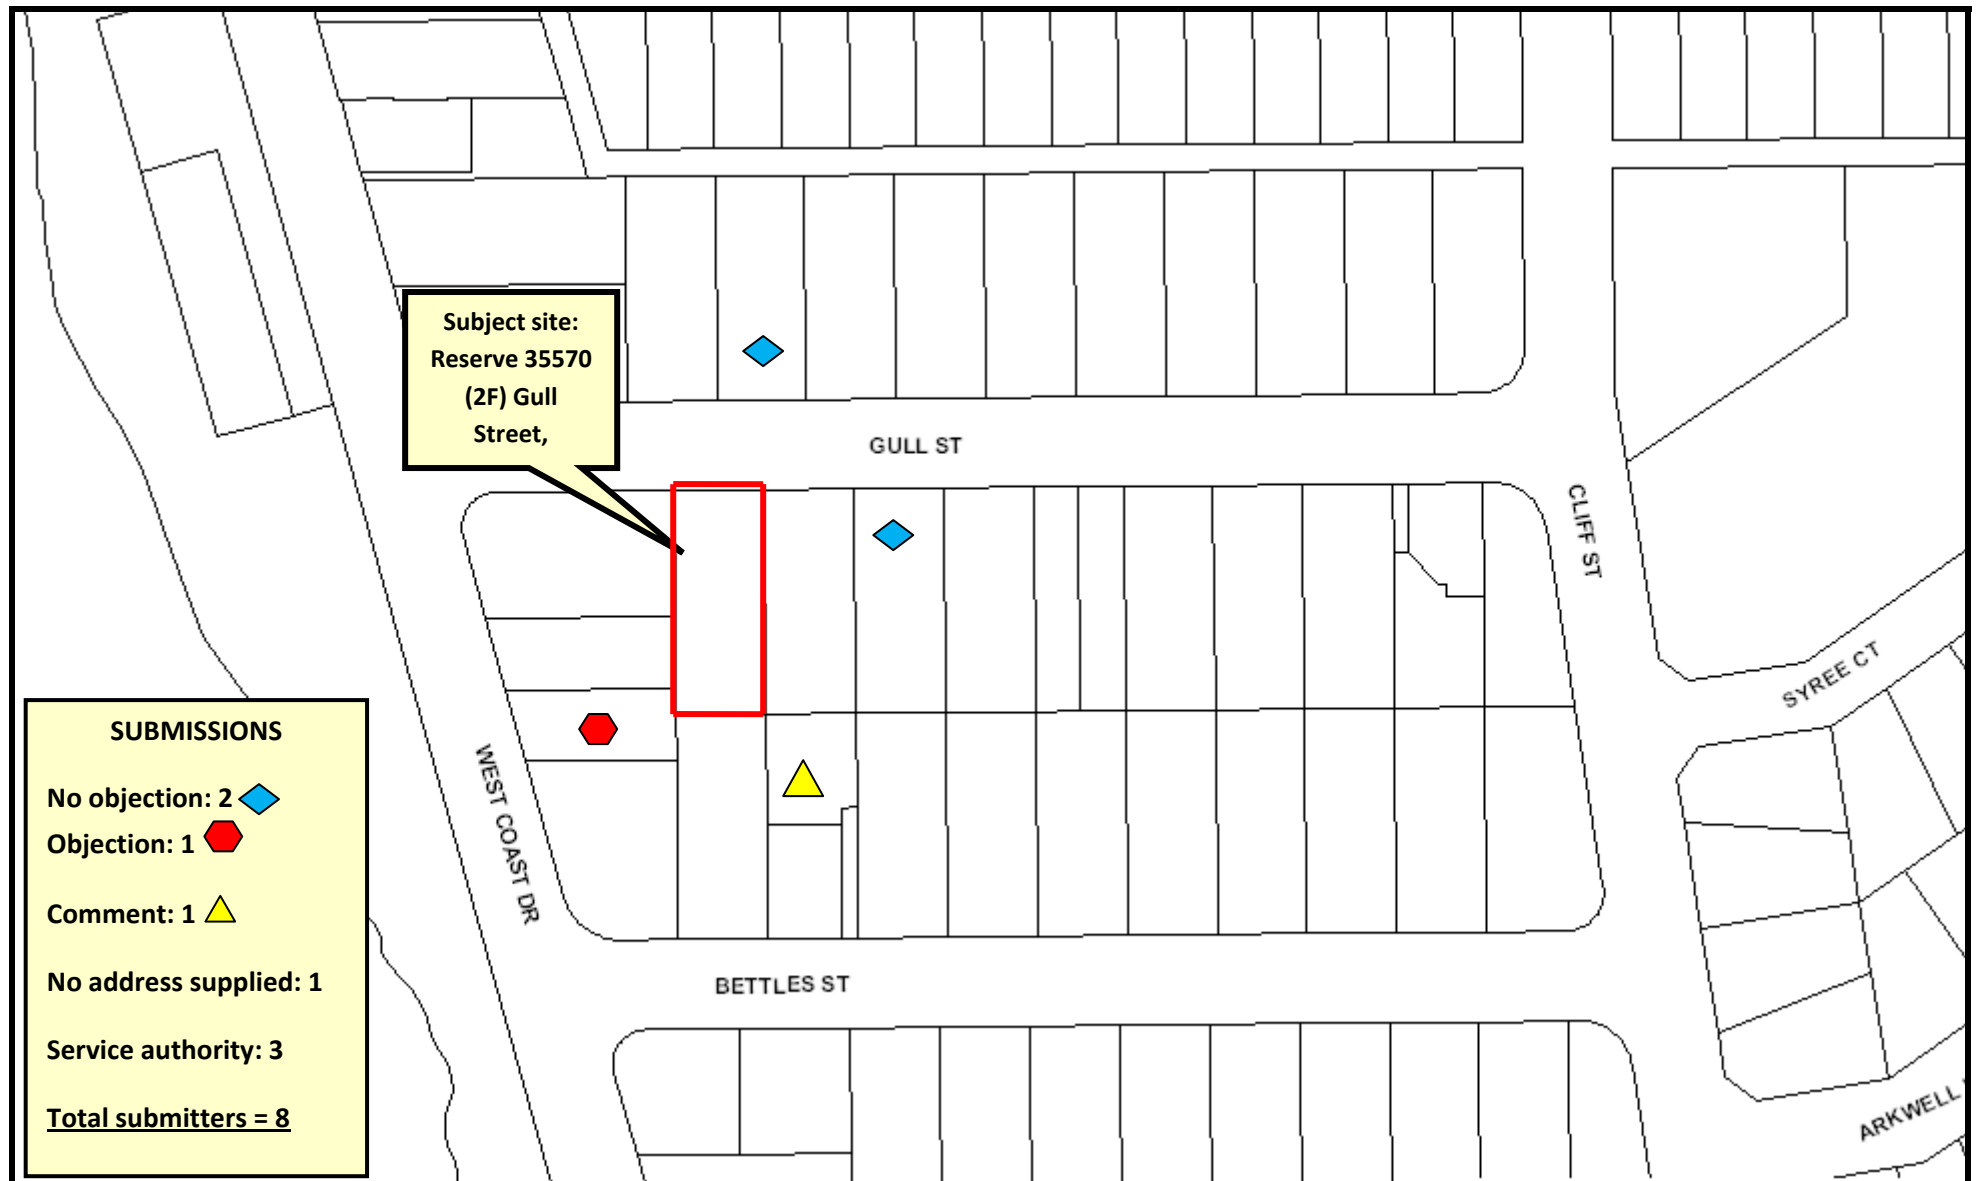 Subject site:
Reserve 35570
(2F) Gull
Street,
GULL ST
CLIFF ST
SYREE CT
WEST COAST DR
BETTLES ST
ARKWELL
SUBMISSIONS
No objection: 2
Objection: 1
Comment: 1
No address supplied: 1
Service authority: 3
Total submitters = 8